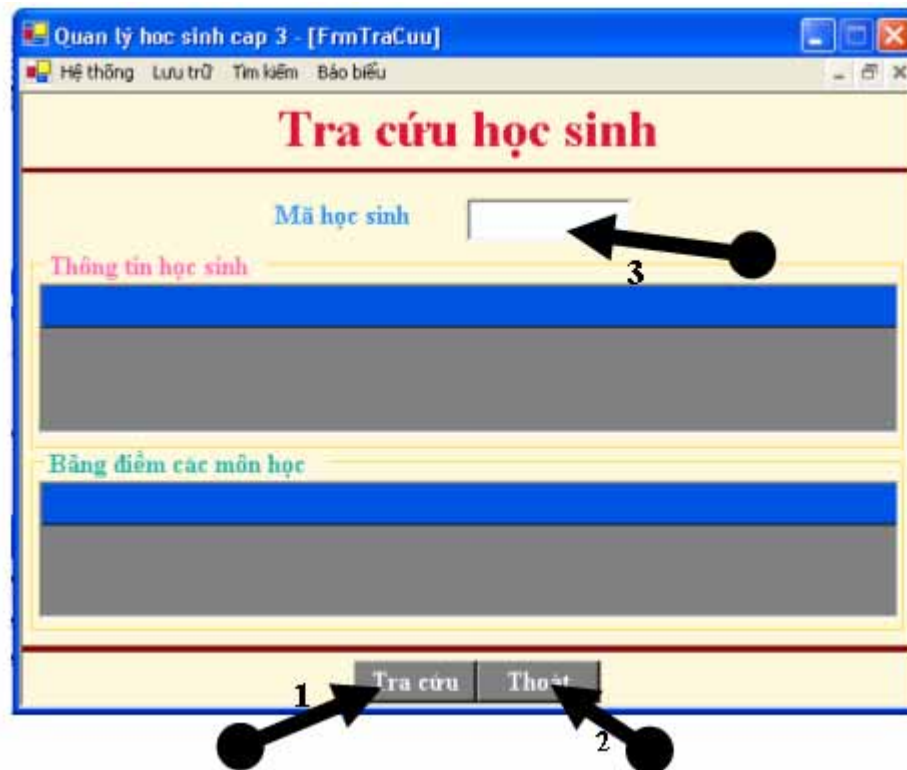 Quan lý hoc sinh cap 3 - [FrmTraCuu]
Hệ thống Lưu trữ Tìm kiếm Báo biểu
Tra cứu học sinh
Mã học sinh
3
Thông tin học sinh
Bảng điểm các môn học
Tra cứu Thoát
1
2